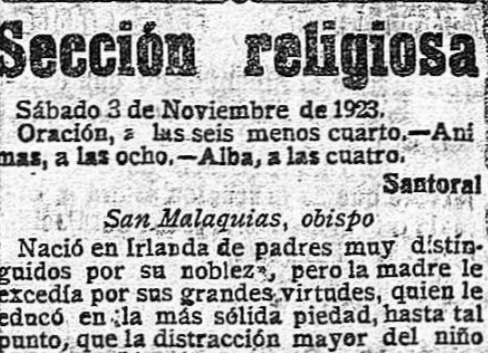 Sección religiosa
Sábado 3 de Noviembre de 1923.
Oración, a las seis menos cuarto.—Ani
mas, a las ocho.—Alba, a las cuatro.
Santoral
San Malaquias, obispo
Nació en Irlanda de padres muy distin-
guidos por su nobleza, pero la madre le
excedía por sus grandes virtudes, quien le
educó en la más sólida piedad, hasta tal
punto, que la distracción mayor del niño